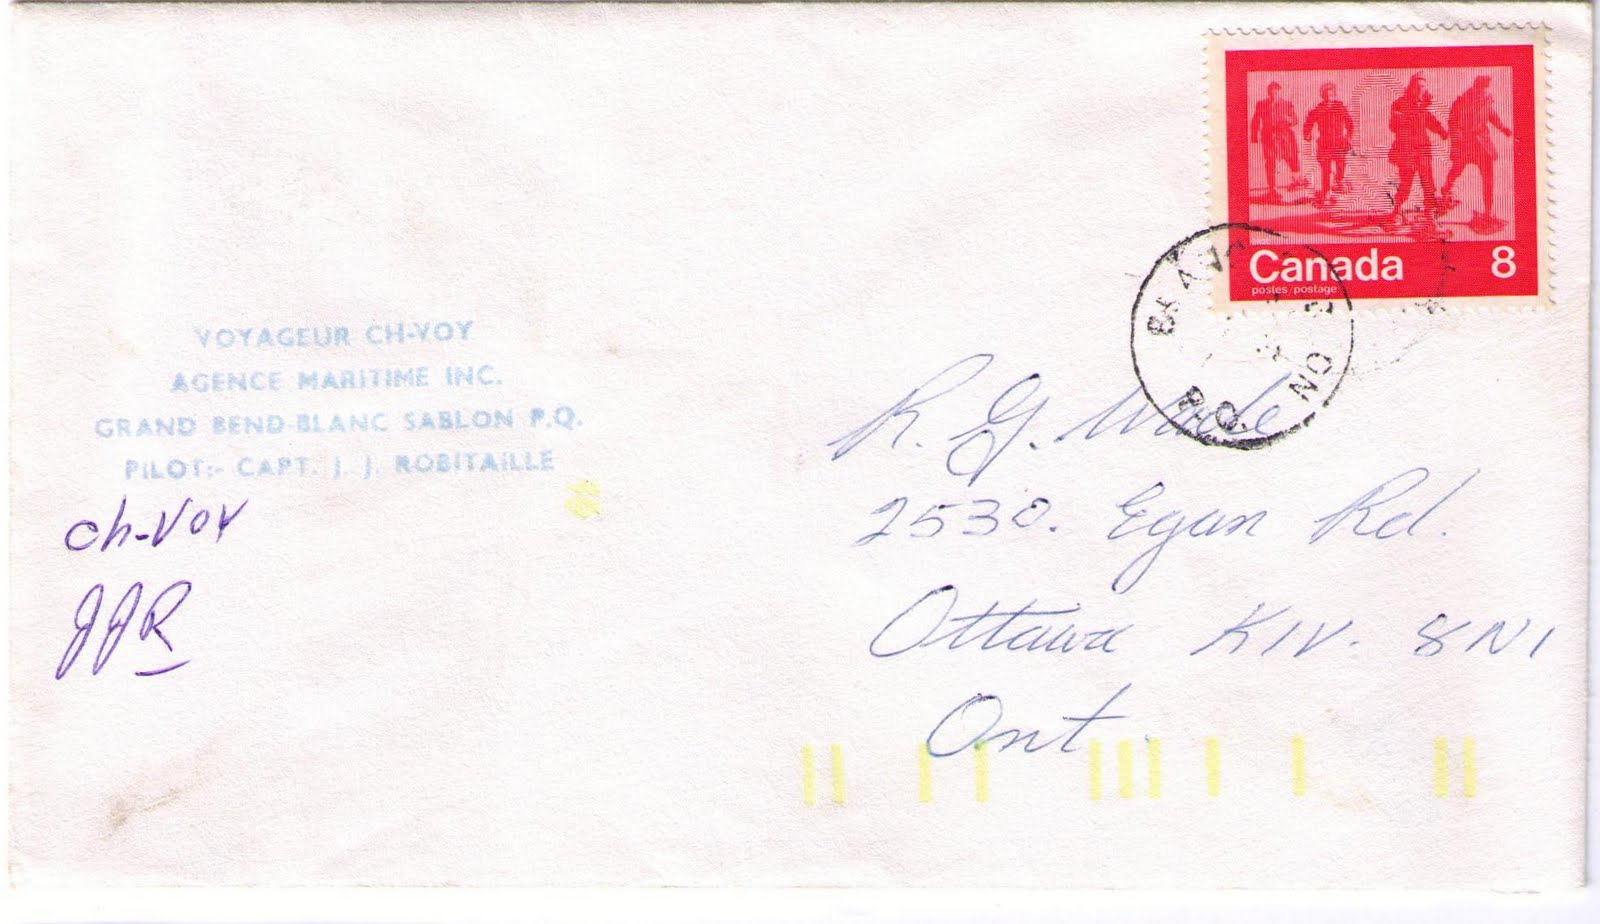 Canada 8
postes/postage
P.Q.
VOYAGEUR CH-VOY
AGENCE MARITIME INC.
GRAND BEND-BLANC SABLON P.Q.
PILOT:- CAPT. J. J. ROBITAILLE
Ch-Voy
JJR
R. G. Wade
2530. Egan Rd.
Ottawa K1V. 8N1
Ont.